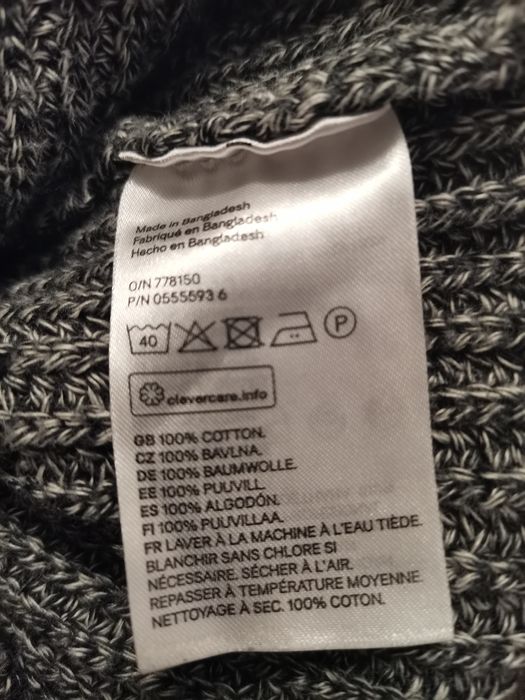 Made in Bangladesh
Fabriqué en Bangladesh
Hecho en Bangladesh
O/N 778150
P/N 0555593 6
40 P
clevercare.info
GB 100% COTTON.
CZ 100% BAVLNA.
DE 100% BAUMWOLLE.
EE 100% PUUVILL.
ES 100% ALGODÓN.
FI 100% PUUVILLAA.
FR LAVER À LA MACHINE À L'EAU TIÈDE.
BLANCHIR SANS CHLORE SI
NÉCESSAIRE. SÉCHER À L'AIR.
REPASSER À TEMPÉRATURE MOYENNE.
NETTOYAGE À SEC. 100% COTON.